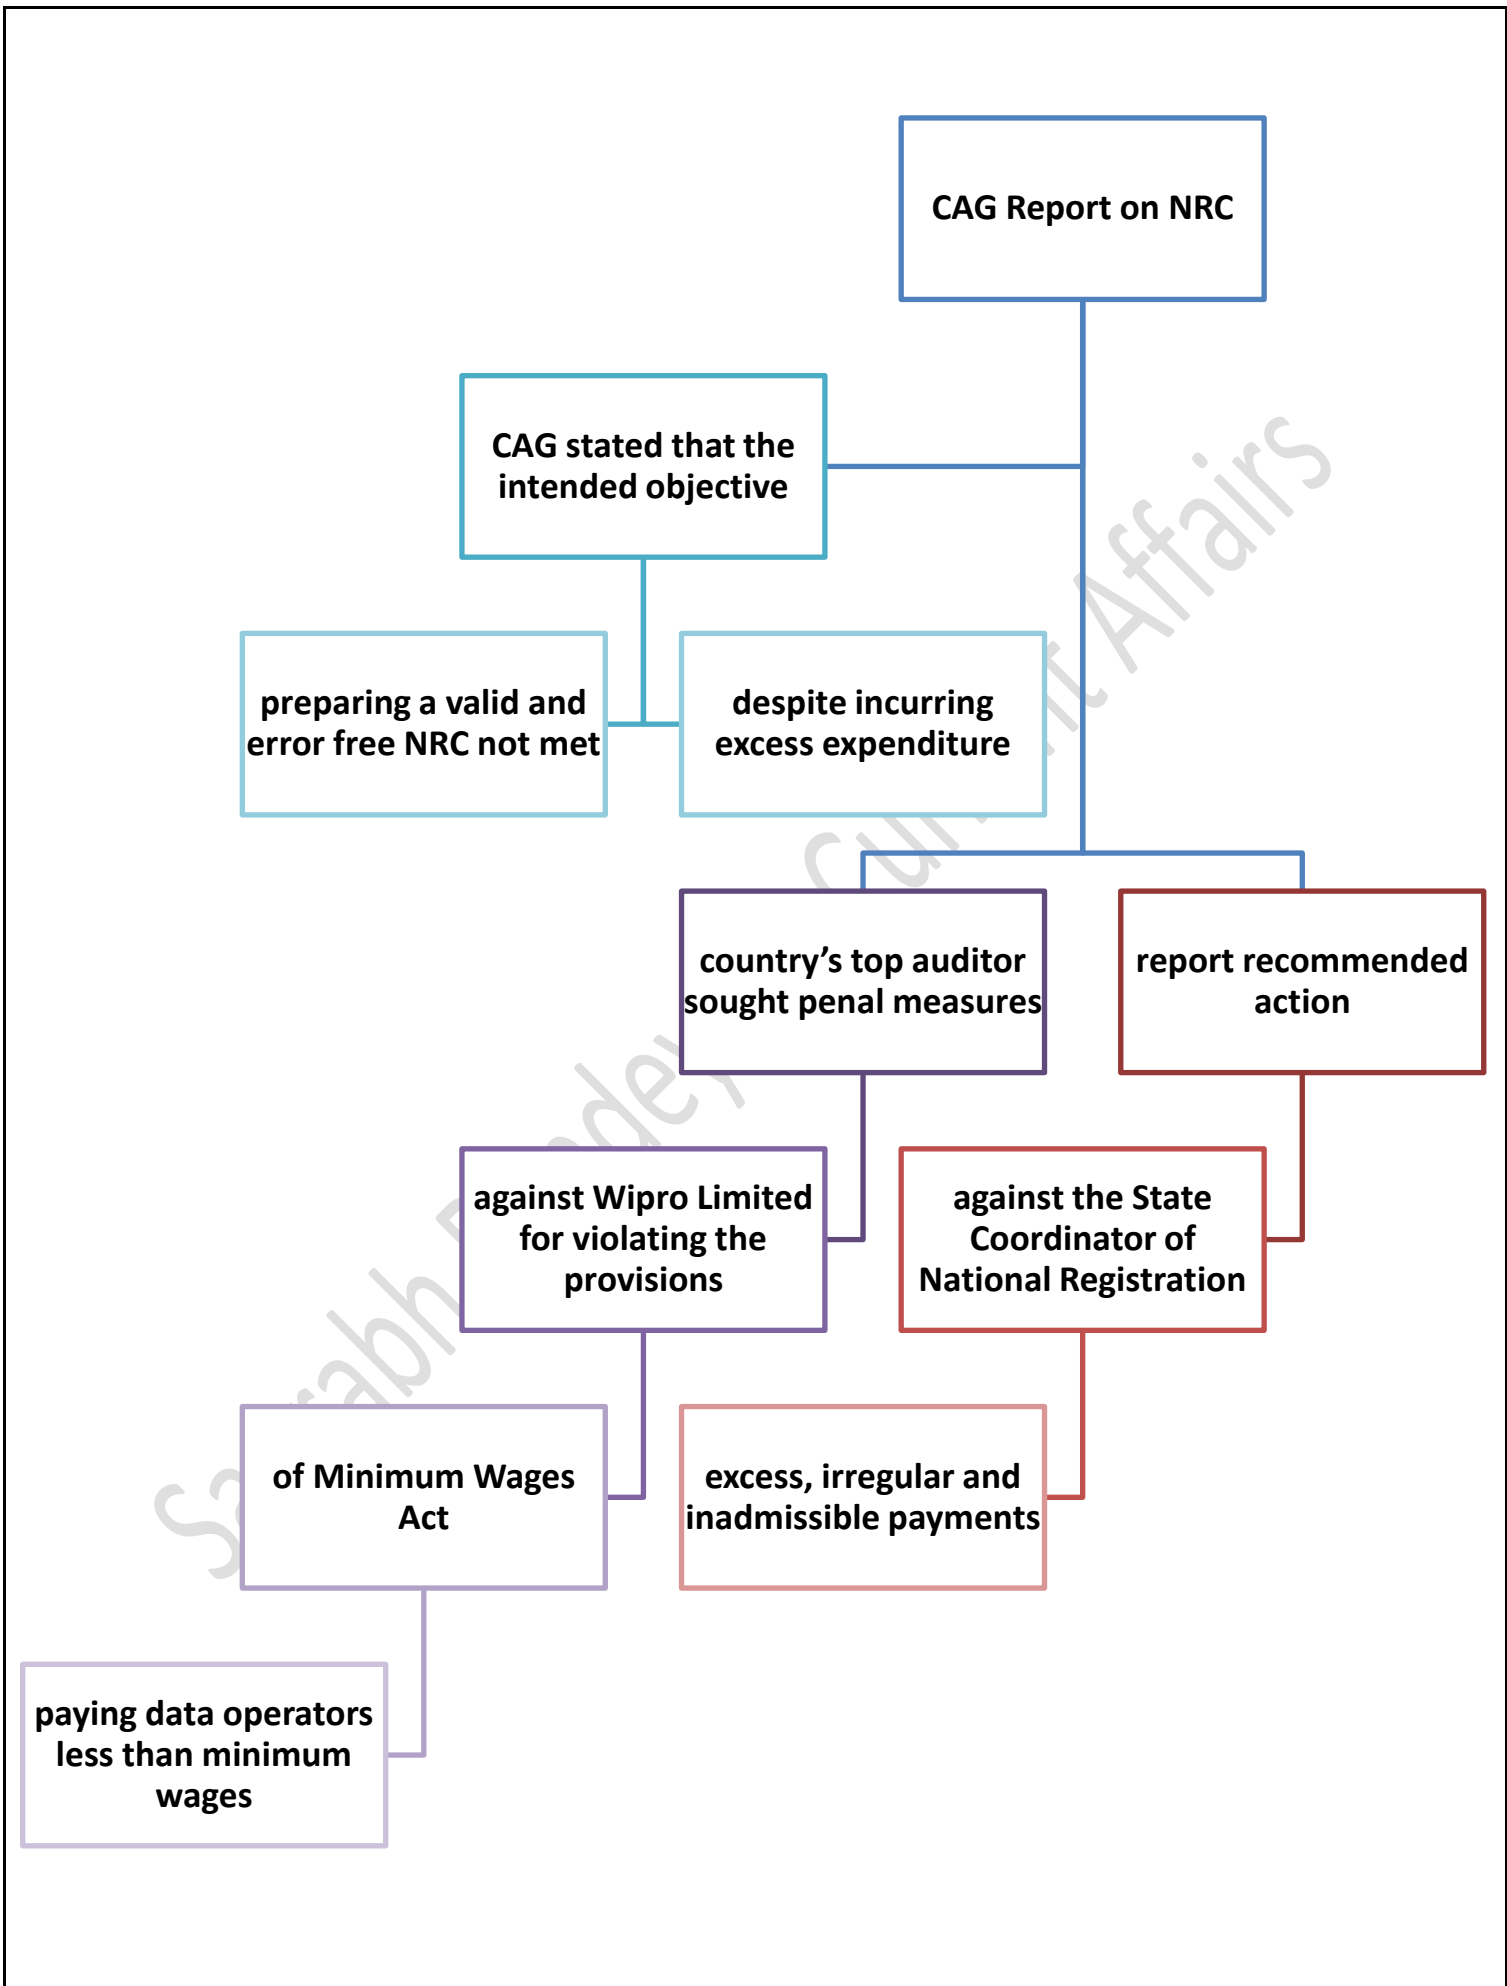 CAG Report on NRC
CAG stated that the
intended objective
preparing a valid and
error free NRC not met
despite incurring
excess expenditure
country’s top auditor
sought penal measures
report recommended
action
against Wipro Limited
for violating the
provisions
against the State
Coordinator of
National Registration
of Minimum Wages
Act
excess, irregular and
inadmissible payments
paying data operators
less than minimum
wages